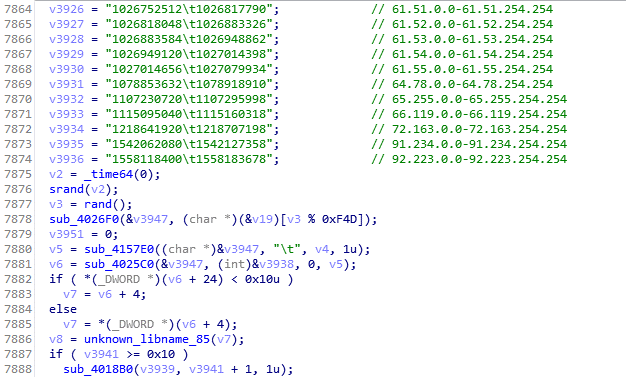 7864 v3926 = "1026752512\t1026817790"; // 61.51.0.0-61.51.254.254
7865 v3927 = "1026818048\t1026883326"; // 61.52.0.0-61.52.254.254
7866 v3928 = "1026883584\t1026948862"; // 61.53.0.0-61.53.254.254
7867 v3929 = "1026949120\t1027014398"; // 61.54.0.0-61.54.254.254
7868 v3930 = "1027014656\t1027079934"; // 61.55.0.0-61.55.254.254
7869 v3931 = "1078853632\t1078918910"; // 64.78.0.0-64.78.254.254
7870 v3932 = "1107230720\t1107295998"; // 65.255.0.0-65.255.254.254
7871 v3933 = "1115095040\t1115160318"; // 66.119.0.0-66.119.254.254
7872 v3934 = "1218641920\t1218707198"; // 72.163.0.0-72.163.254.254
7873 v3935 = "1542062080\t1542127358"; // 91.234.0.0-91.234.254.254
7874 v3936 = "1558118400\t1558183678"; // 92.223.0.0-92.223.254.254
7875 v2 = _time64(0);
7876 srand(v2);
7877 v3 = rand();
7878 sub_4026F0(&v3947, (char *)(&v19)[v3 % 0xF4D]);
7879 v3951 = 0;
7880 v5 = sub_4157E0((char *)&v3947, "\t", v4, 1u);
7881 v6 = sub_4025C0(&v3947, (int)&v3938, 0, v5);
7882 if ( *(_DWORD *)(v6 + 24) < 0x10u )
7883 v7 = v6 + 4;
7884 else
7885 v7 = *(_DWORD *)(v6 + 4);
7886 v8 = unknown_libname_85(v7);
7887 if ( v3941 >= 0x10 )
7888 sub_4018B0(v3939, v3941 + 1, 1u);